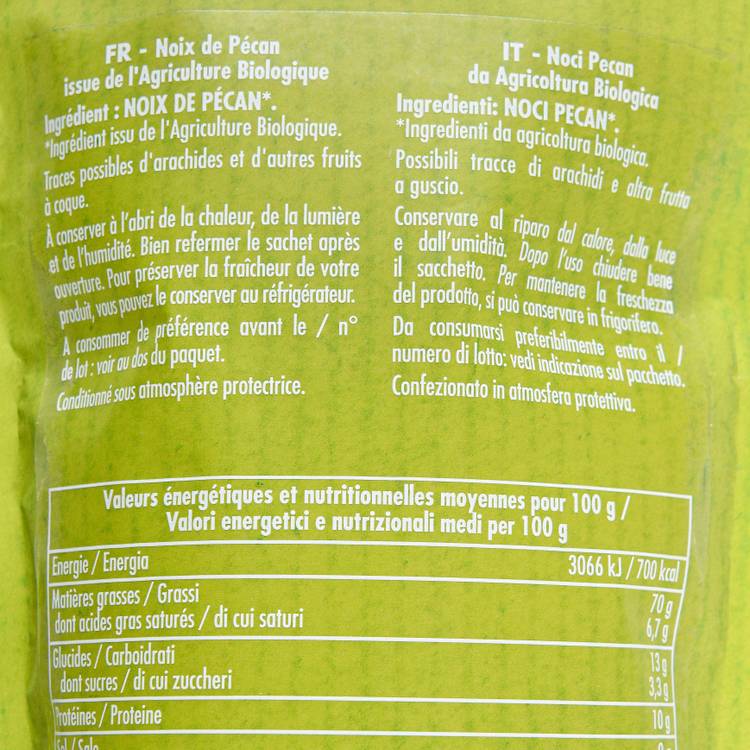 FR - Noix de Pécan
issue de l'Agriculture Biologique
Ingrédient : NOIX DE PÉCAN*.
*Ingrédient issu de l'Agriculture Biologique.
Traces possibles d'arachides et d'autres fruits
à coque.
À conserver à l'abri de la chaleur, de la lumière
et de l'humidité. Bien refermer le sachet après
ouverture. Pour préserver la fraîcheur de votre
produit, vous pouvez le conserver au réfrigérateur.
A consommer de préférence avant le / n°
de lot : voir au dos du paquet.
Conditionné sous atmosphère protectrice.
IT - Noci Pecan
da Agricoltura Biologica
Ingredienti: NOCI PECAN*.
*Ingredienti da agricoltura biologica.
Possibili tracce di arachidi e altra frutta
a guscio.
Conservare al riparo dal calore, dalla luce
e dall'umidità. Dopo l'uso chiudere bene
il sacchetto. Per mantenere la freschezza
del prodotto, si può conservare in frigorifero.
Da consumarsi preferibilmente entro il /
numero di lotto: vedi indicazione sul pacchetto.
Confezionato in atmosfera protettiva.
Valeurs énergétiques et nutritionnelles moyennes pour 100 g /
Valori energetici e nutrizionali medi per 100 g
Energie / Energia 3066 kJ / 700 kcal
Matières grasses / Grassi 70 g
dont acides gras saturés / di cui saturi 6,7 g
Glucides / Carboidrati 13 g
dont sucres / di cui zuccheri 3,3 g
Protéines / Proteine 10 g
Sel / Sale